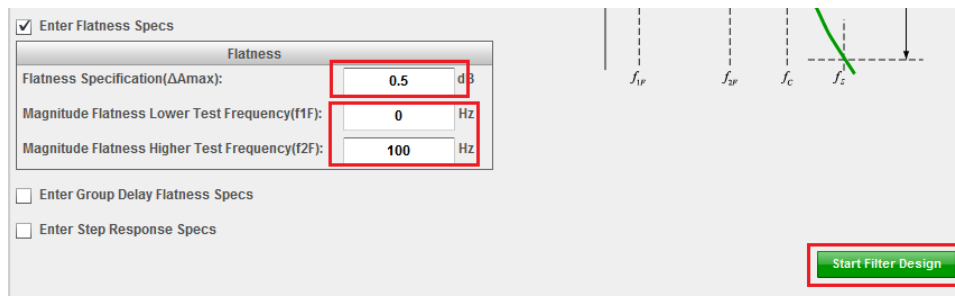 Enter Flatness Specs
Flatness
Flatness Specification(ΔAmax): 0.5 dB
Magnitude Flatness Lower Test Frequency(f1F): 0 Hz
Magnitude Flatness Higher Test Frequency(f2F): 100 Hz
Enter Group Delay Flatness Specs
Enter Step Response Specs
f1F f2F fC fS
Start Filter Design